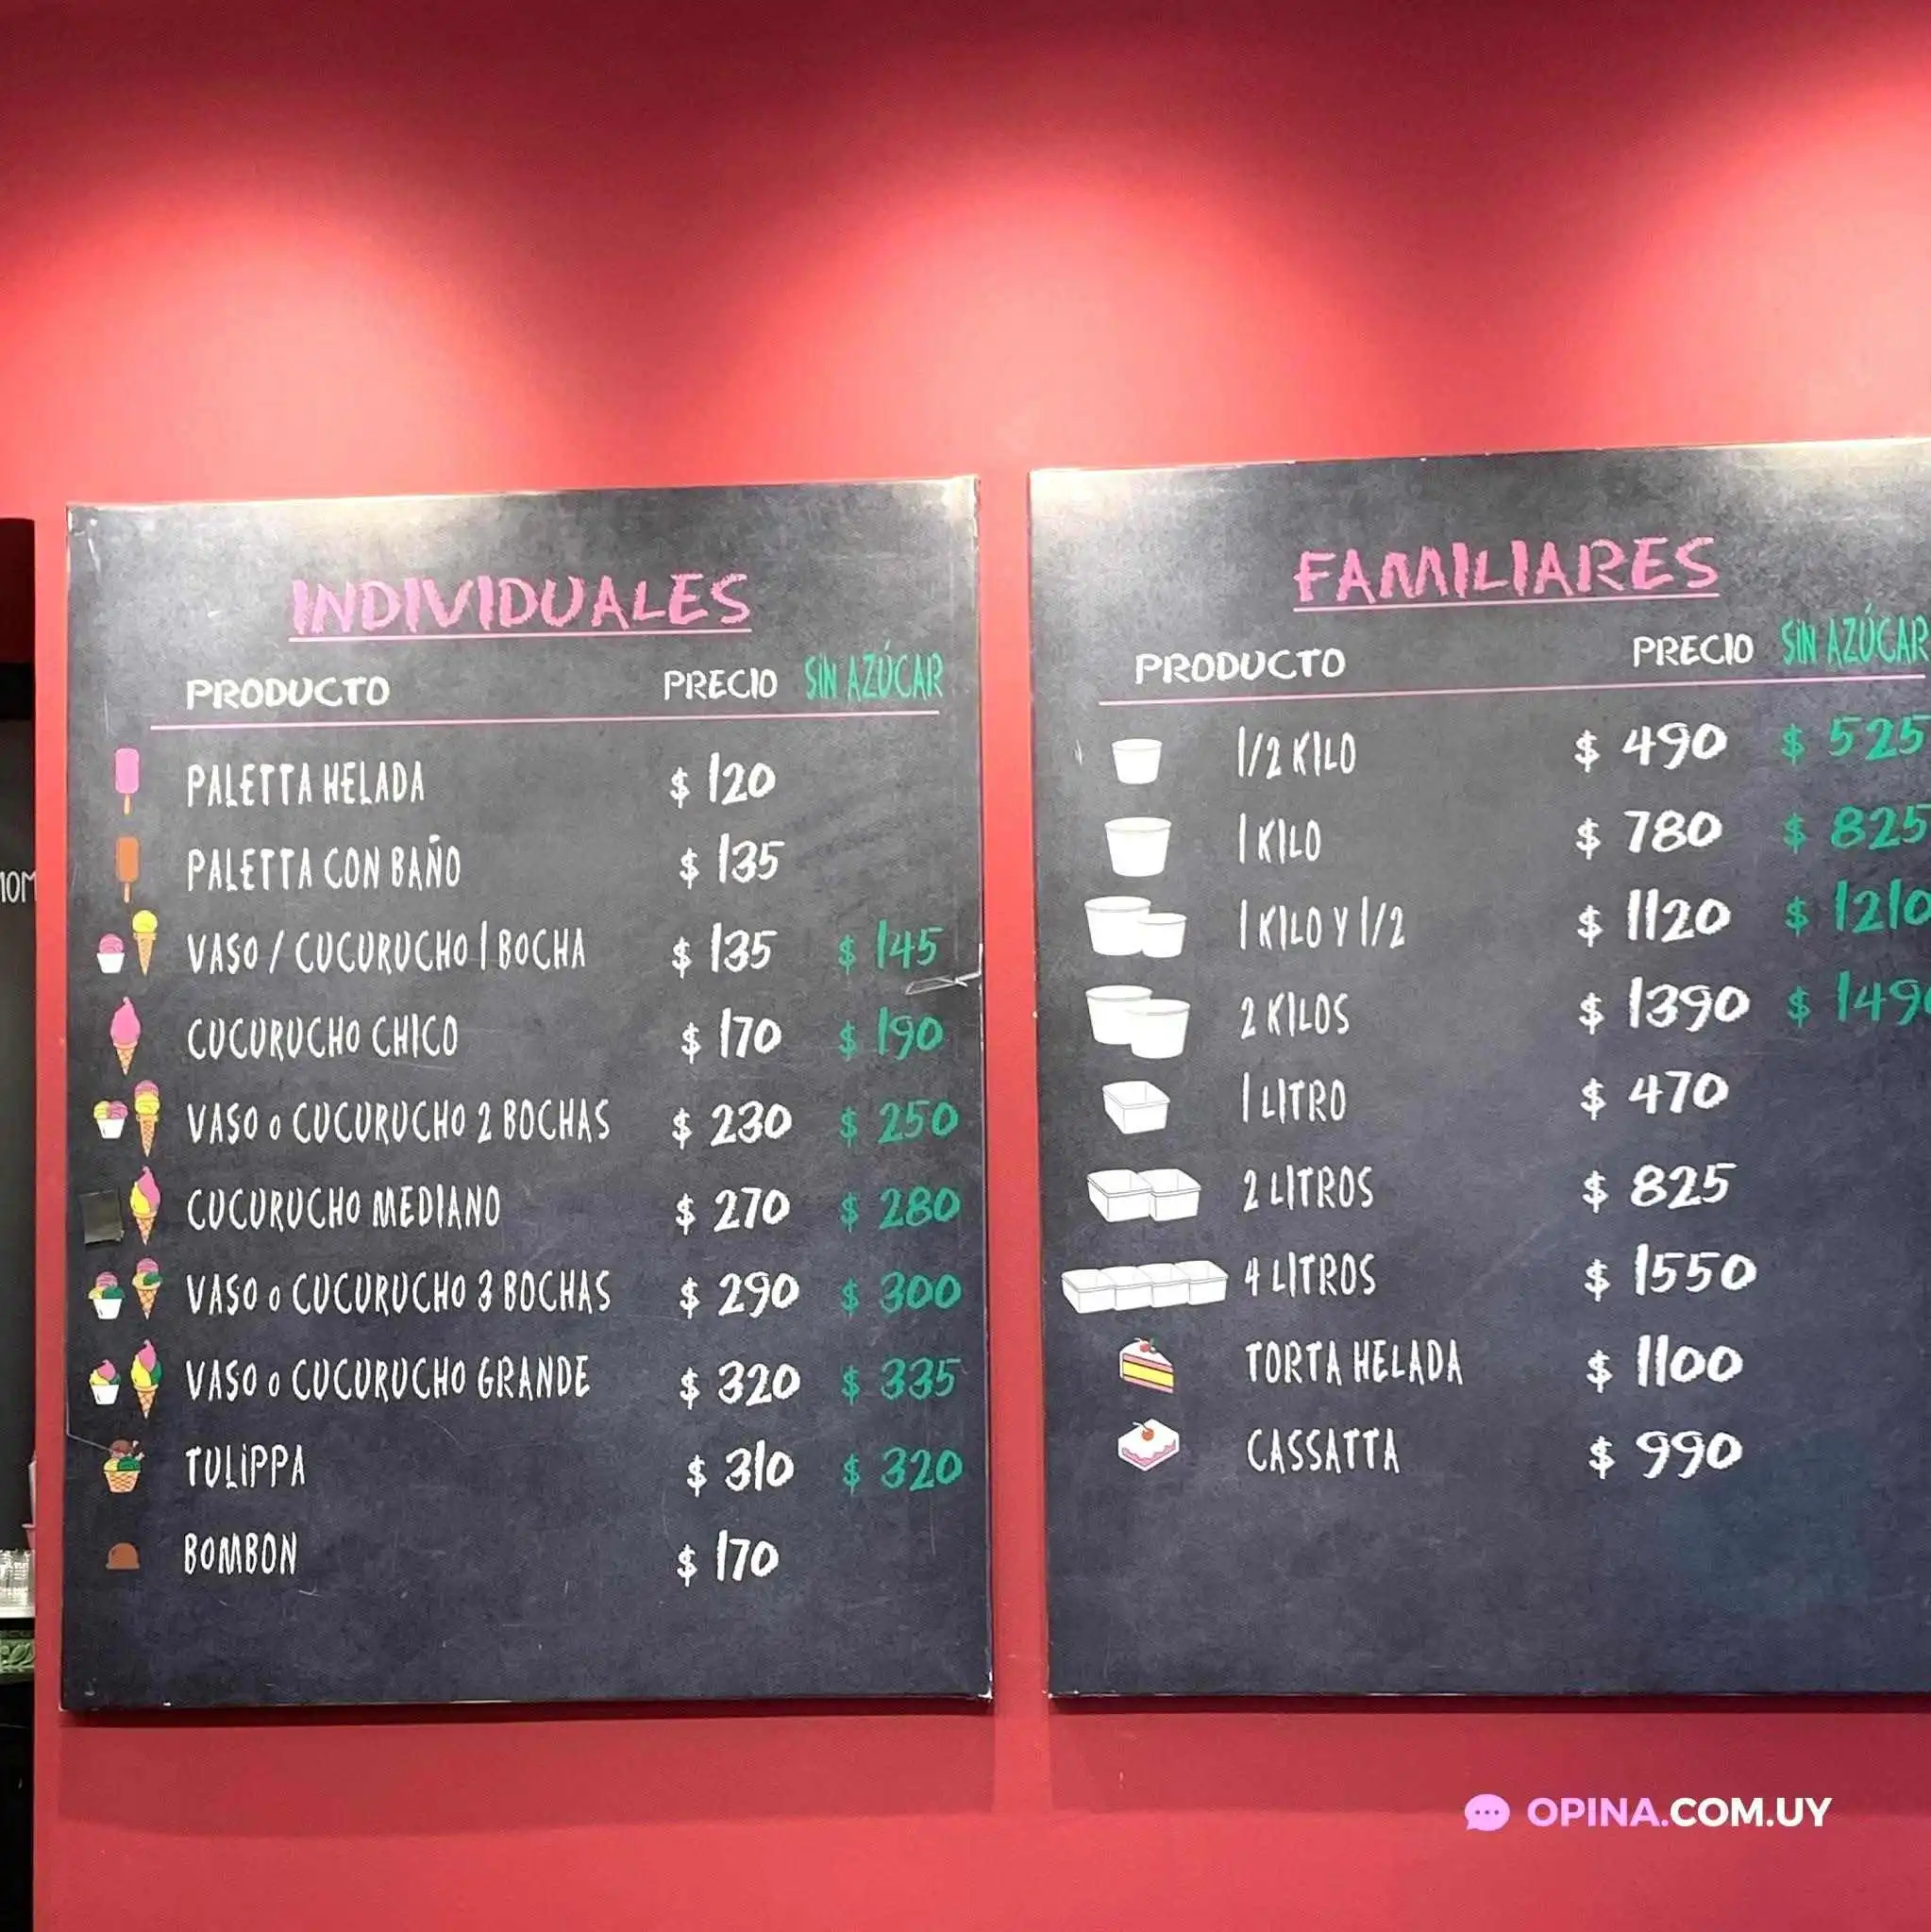 INDIVIDUALES
PRODUCTO PRECIO SIN AZÚCAR
PALETTA HELADA $ 120
PALETTA CON BAÑO $ 135
VASO / CUCURUCHO 1 BOCHA $ 135 $ 145
CUCURUCHO CHICO $ 170 $ 190
VASO o CUCURUCHO 2 BOCHAS $ 230 $ 250
CUCURUCHO MEDIANO $ 270 $ 280
VASO o CUCURUCHO 3 BOCHAS $ 290 $ 300
VASO o CUCURUCHO GRANDE $ 320 $ 335
TULIPPA $ 310 $ 320
BOMBON $ 170
FAMILIARES
PRODUCTO PRECIO SIN AZÚCAR
1/2 KILO $ 490 $ 525
1 KILO $ 780 $ 825
1 KILO Y 1/2 $ 1120 $ 1210
2 KILOS $ 1390 $ 1490
1 LITRO $ 470
2 LITROS $ 825
4 LITROS $ 1550
TORTA HELADA $ 1100
CASSATTA $ 990
OPINA.COM.UY